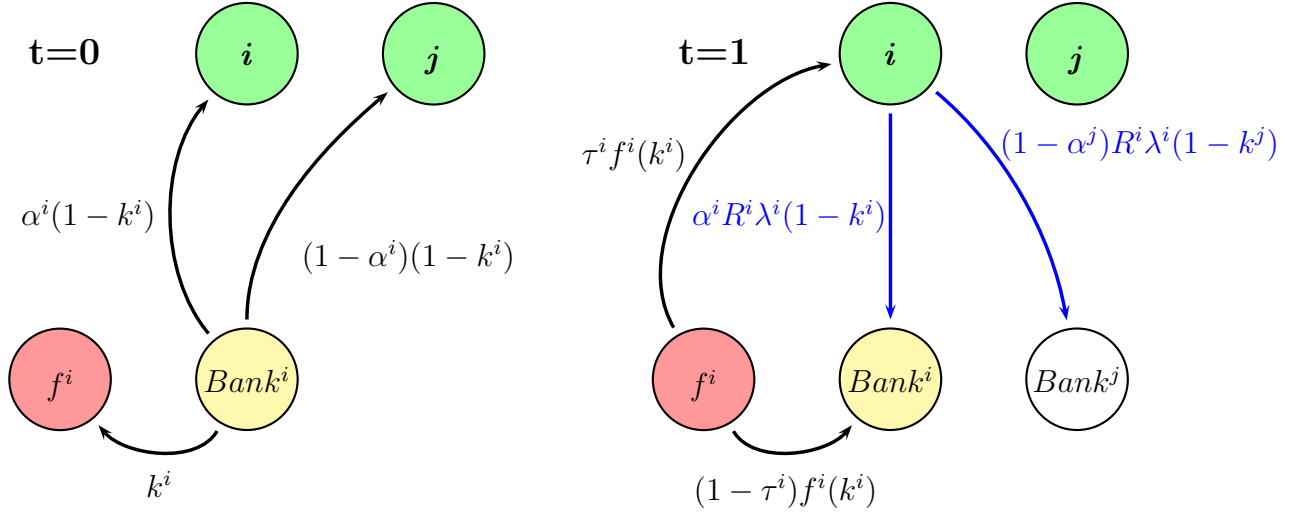 t=0
i
j
t=1
i
j
τ^i f^i(k^i)
(1 − α^j)R^i λ^i(1 − k^j)
α^i(1 − k^i)
α^i R^i λ^i(1 − k^i)
(1 − α^i)(1 − k^i)
f^i
Bank^i
f^i
Bank^i
Bank^j
k^i
(1 − τ^i)f^i(k^i)